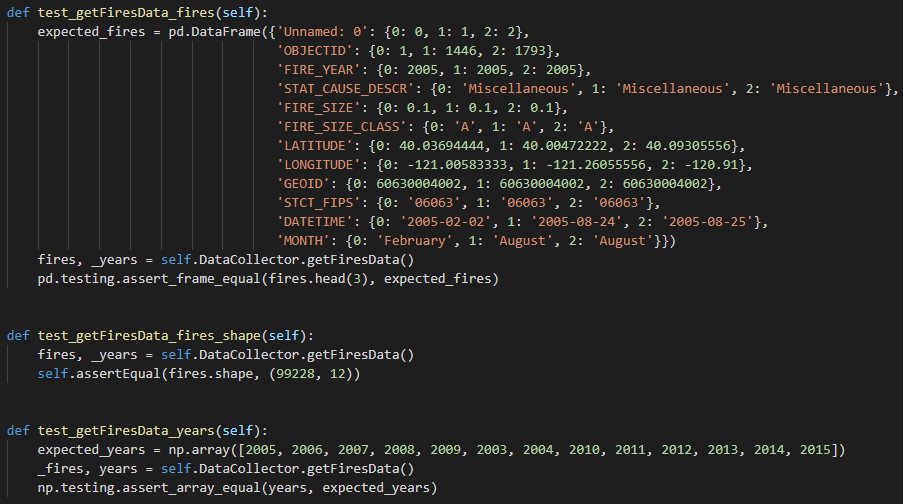 def test_getFiresData_fires(self):
    expected_fires = pd.DataFrame({'Unnamed: 0': {0: 0, 1: 1, 2: 2},
                                   'OBJECTID': {0: 1, 1: 1446, 2: 1793},
                                   'FIRE_YEAR': {0: 2005, 1: 2005, 2: 2005},
                                   'STAT_CAUSE_DESCR': {0: 'Miscellaneous', 1: 'Miscellaneous', 2: 'Miscellaneous'},
                                   'FIRE_SIZE': {0: 0.1, 1: 0.1, 2: 0.1},
                                   'FIRE_SIZE_CLASS': {0: 'A', 1: 'A', 2: 'A'},
                                   'LATITUDE': {0: 40.03694444, 1: 40.00472222, 2: 40.09305556},
                                   'LONGITUDE': {0: -121.00583333, 1: -121.26055556, 2: -120.91},
                                   'GEOID': {0: 60630004002, 1: 60630004002, 2: 60630004002},
                                   'STCT_FIPS': {0: '06063', 1: '06063', 2: '06063'},
                                   'DATETIME': {0: '2005-02-02', 1: '2005-08-24', 2: '2005-08-25'},
                                   'MONTH': {0: 'February', 1: 'August', 2: 'August'}})
    fires, _years = self.DataCollector.getFiresData()
    pd.testing.assert_frame_equal(fires.head(3), expected_fires)
def test_getFiresData_fires_shape(self):
    fires, _years = self.DataCollector.getFiresData()
    self.assertEqual(fires.shape, (99228, 12))
def test_getFiresData_years(self):
    expected_years = np.array([2005, 2006, 2007, 2008, 2009, 2003, 2004, 2010, 2011, 2012, 2013, 2014, 2015])
    _fires, years = self.DataCollector.getFiresData()
    np.testing.assert_array_equal(years, expected_years)